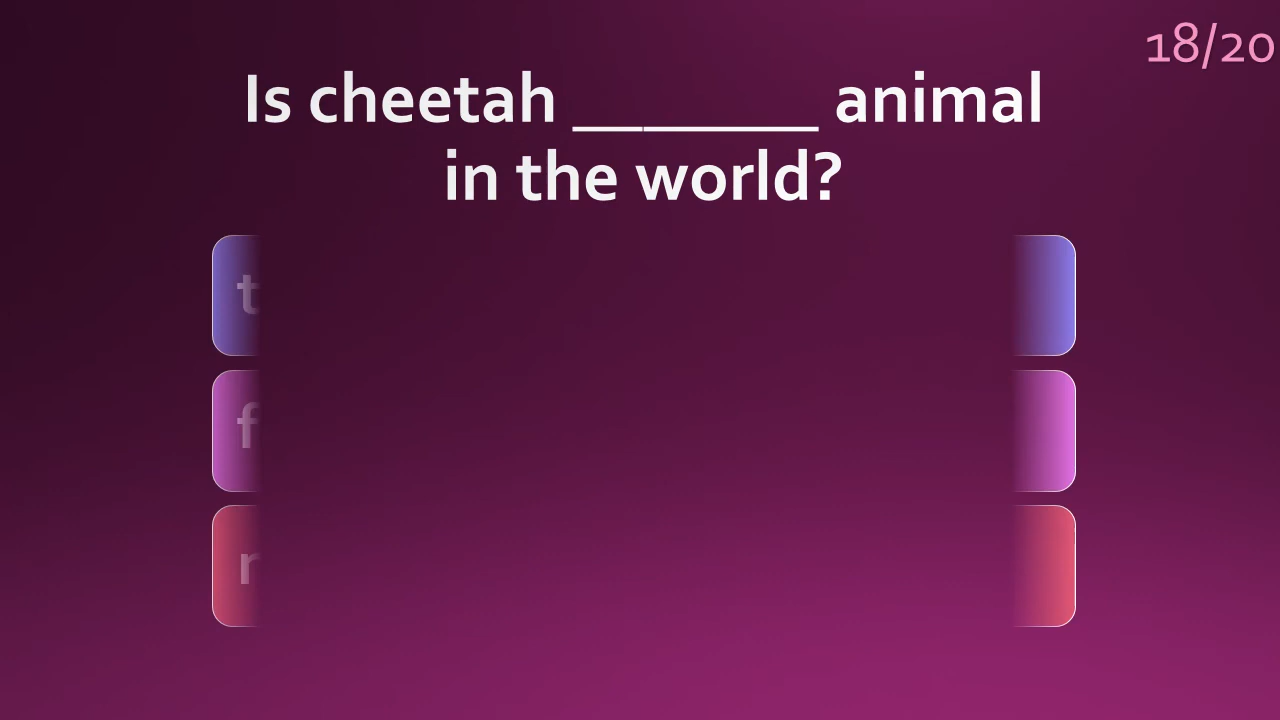 18/20
Is cheetah ________ animal
in the world?
t
f